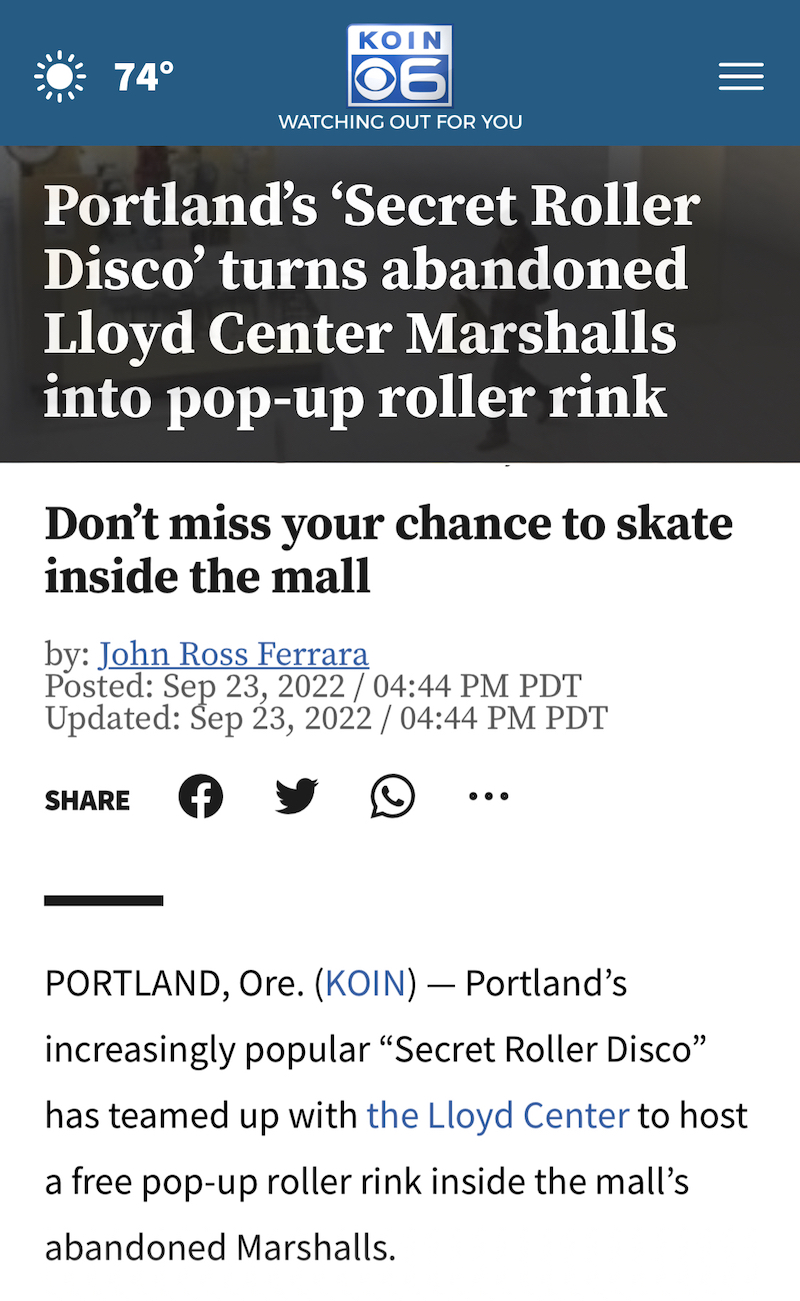 74°
KOIN
6
WATCHING OUT FOR YOU
Portland’s ‘Secret Roller
Disco’ turns abandoned
Lloyd Center Marshalls
into pop-up roller rink
Don’t miss your chance to skate
inside the mall
by: John Ross Ferrara
Posted: Sep 23, 2022 / 04:44 PM PDT
Updated: Sep 23, 2022 / 04:44 PM PDT
SHARE
PORTLAND, Ore. (KOIN) — Portland’s
increasingly popular “Secret Roller Disco”
has teamed up with the Lloyd Center to host
a free pop-up roller rink inside the mall’s
abandoned Marshalls.